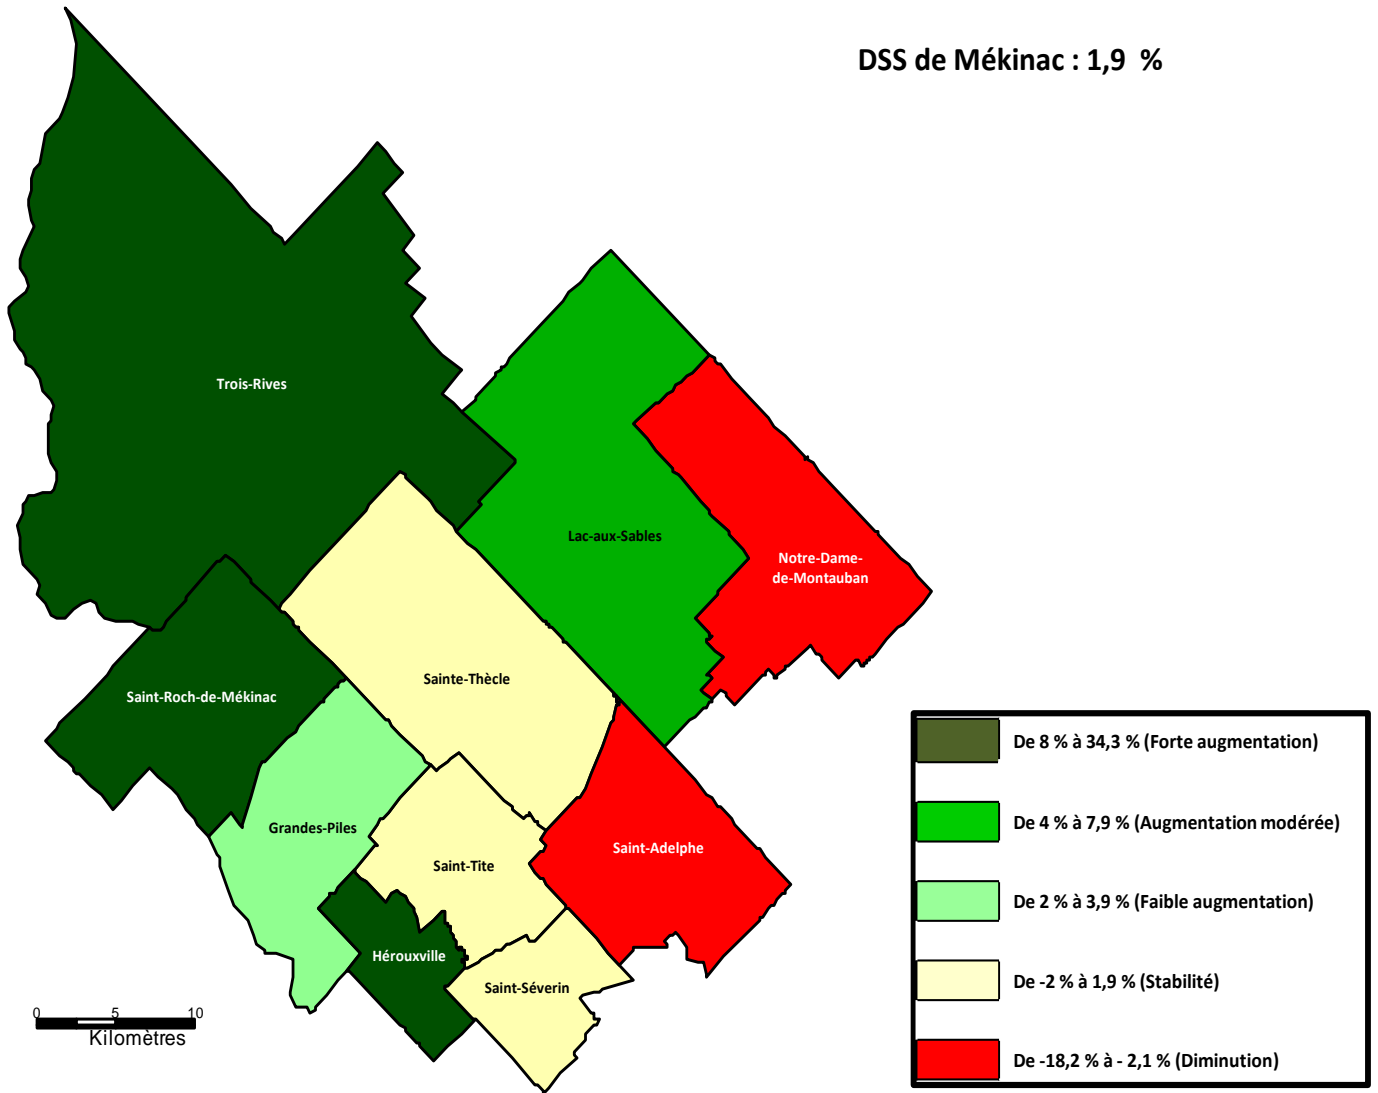 DSS de Mékinac : 1,9 %
Trois-Rives
Lac-aux-Sables
Notre-Dame-
de-Montauban
Sainte-Thècle
Saint-Roch-de-Mékinac
Grandes-Piles
Saint-Tite
Saint-Adelphe
Hérouxville
Saint-Séverin
0 5 10
Kilomètres
De 8 % à 34,3 % (Forte augmentation)
De 4 % à 7,9 % (Augmentation modérée)
De 2 % à 3,9 % (Faible augmentation)
De -2 % à 1,9 % (Stabilité)
De -18,2 % à - 2,1 % (Diminution)